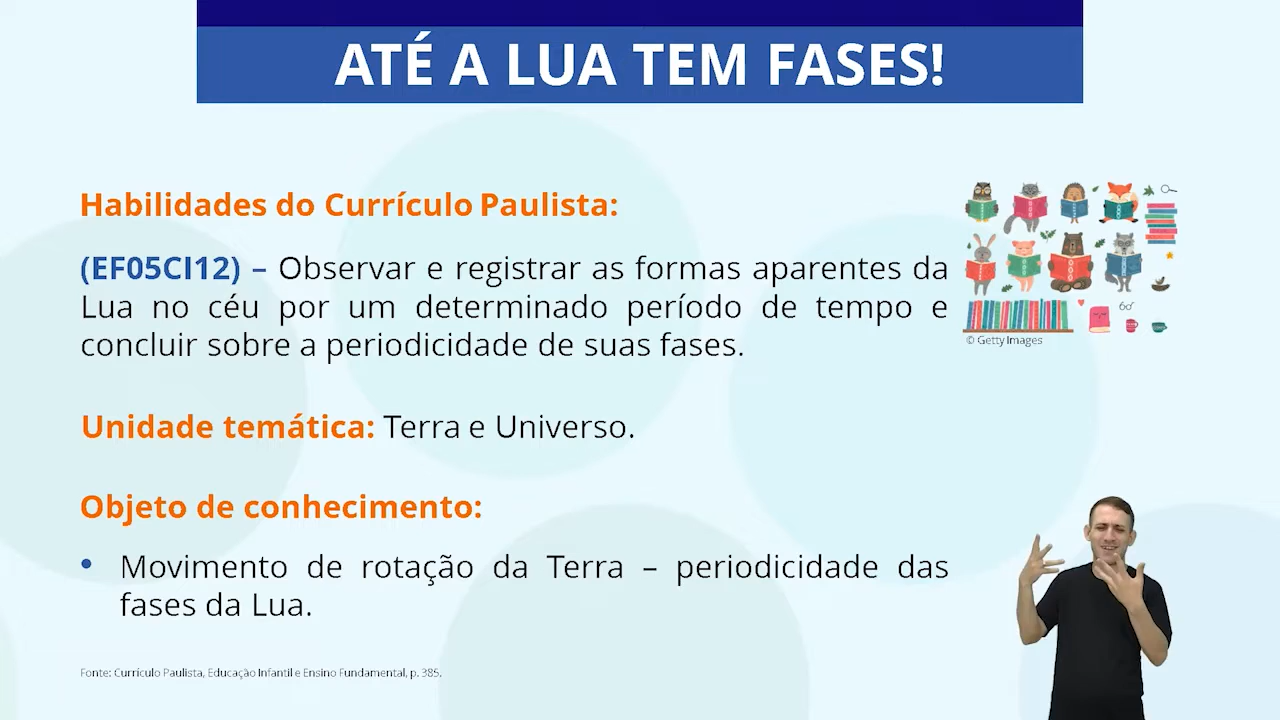 ATÉ A LUA TEM FASES!
Habilidades do Currículo Paulista:
(EF05CI12) – Observar e registrar as formas aparentes da
Lua no céu por um determinado período de tempo e
concluir sobre a periodicidade de suas fases.
© Getty Images
Unidade temática: Terra e Universo.
Objeto de conhecimento:
• Movimento de rotação da Terra – periodicidade das
fases da Lua.
Fonte: Currículo Paulista, Educação Infantil e Ensino Fundamental, p. 385.